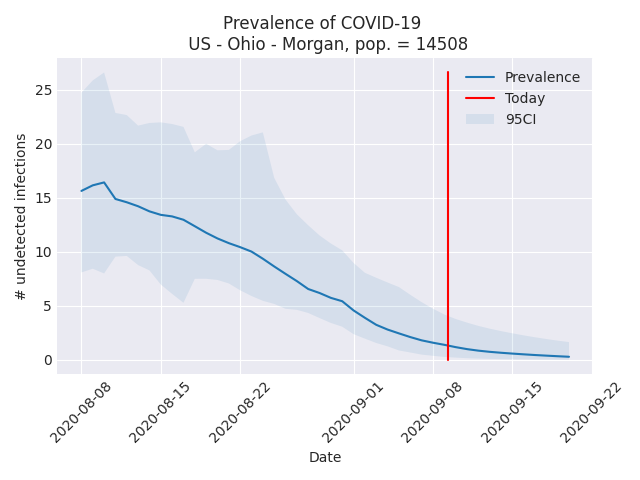 Prevalence of COVID-19
US - Ohio - Morgan, pop. = 14508
Prevalence
Today
95CI
# undetected infections
25
20
15
10
5
0
2020-08-08
2020-08-15
2020-08-22
2020-09-01
2020-09-08
2020-09-15
2020-09-22
Date